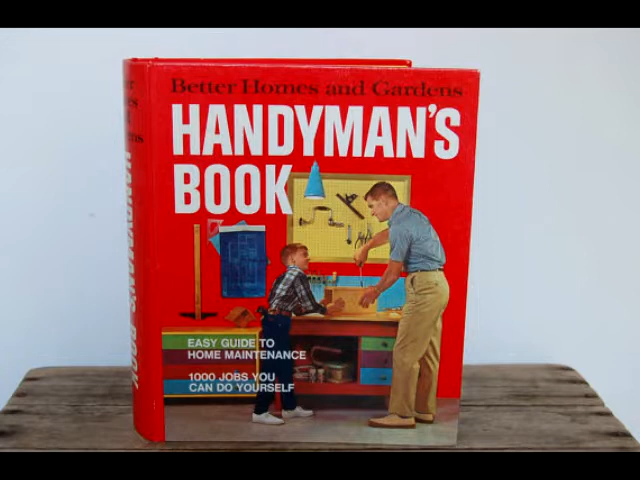 Better Homes and Gardens
HANDYMAN'S
BOOK
EASY GUIDE TO
HOME MAINTENANCE
1000 JOBS YOU
CAN DO YOURSELF
HANDYMAN'S BOOK